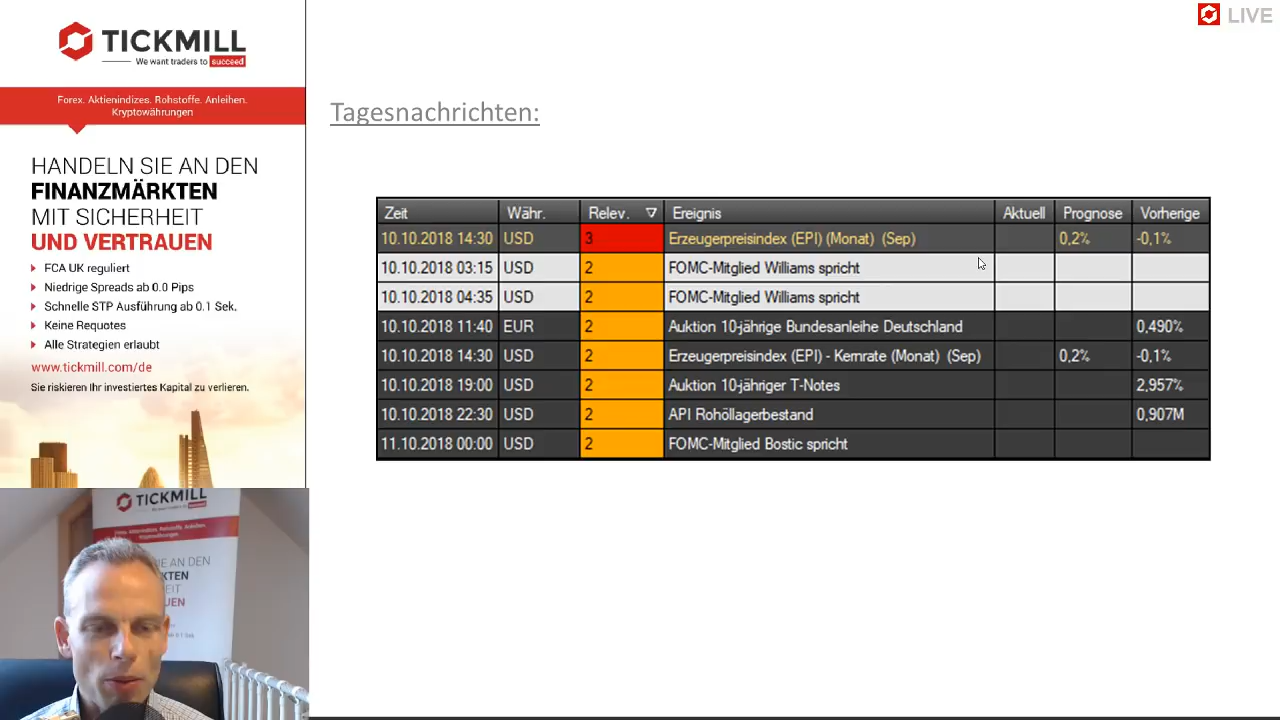 TICKMILL
We want traders to succeed
Forex. Aktienindizes. Rohstoffe. Anleihen.
Kryptowährungen
HANDELN SIE AN DEN
FINANZMÄRKTEN
MIT SICHERHEIT
UND VERTRAUEN
FCA UK reguliert
Niedrige Spreads ab 0.0 Pips
Schnelle STP Ausführung ab 0.1 Sek.
Keine Requotes
Alle Strategien erlaubt
www.tickmill.com/de
Sie riskieren Ihr investiertes Kapital zu verlieren.
LIVE
Tagesnachrichten:
Zeit Währ. Relev. Ereignis Aktuell Prognose Vorherige
10.10.2018 14:30 USD 3 Erzeugerpreisindex (EPI) (Monat) (Sep) 0,2% -0,1%
10.10.2018 03:15 USD 2 FOMC-Mitglied Williams spricht
10.10.2018 04:35 USD 2 FOMC-Mitglied Williams spricht
10.10.2018 11:40 EUR 2 Auktion 10-jährige Bundesanleihe Deutschland 0,490%
10.10.2018 14:30 USD 2 Erzeugerpreisindex (EPI) - Kernrate (Monat) (Sep) 0,2% -0,1%
10.10.2018 19:00 USD 2 Auktion 10-jähriger T-Notes 2,957%
10.10.2018 22:30 USD 2 API Rohöllagerbestand 0,907M
11.10.2018 00:00 USD 2 FOMC-Mitglied Bostic spricht
TICKMILL
IE AN DEN
KTEN
EIT
UEN